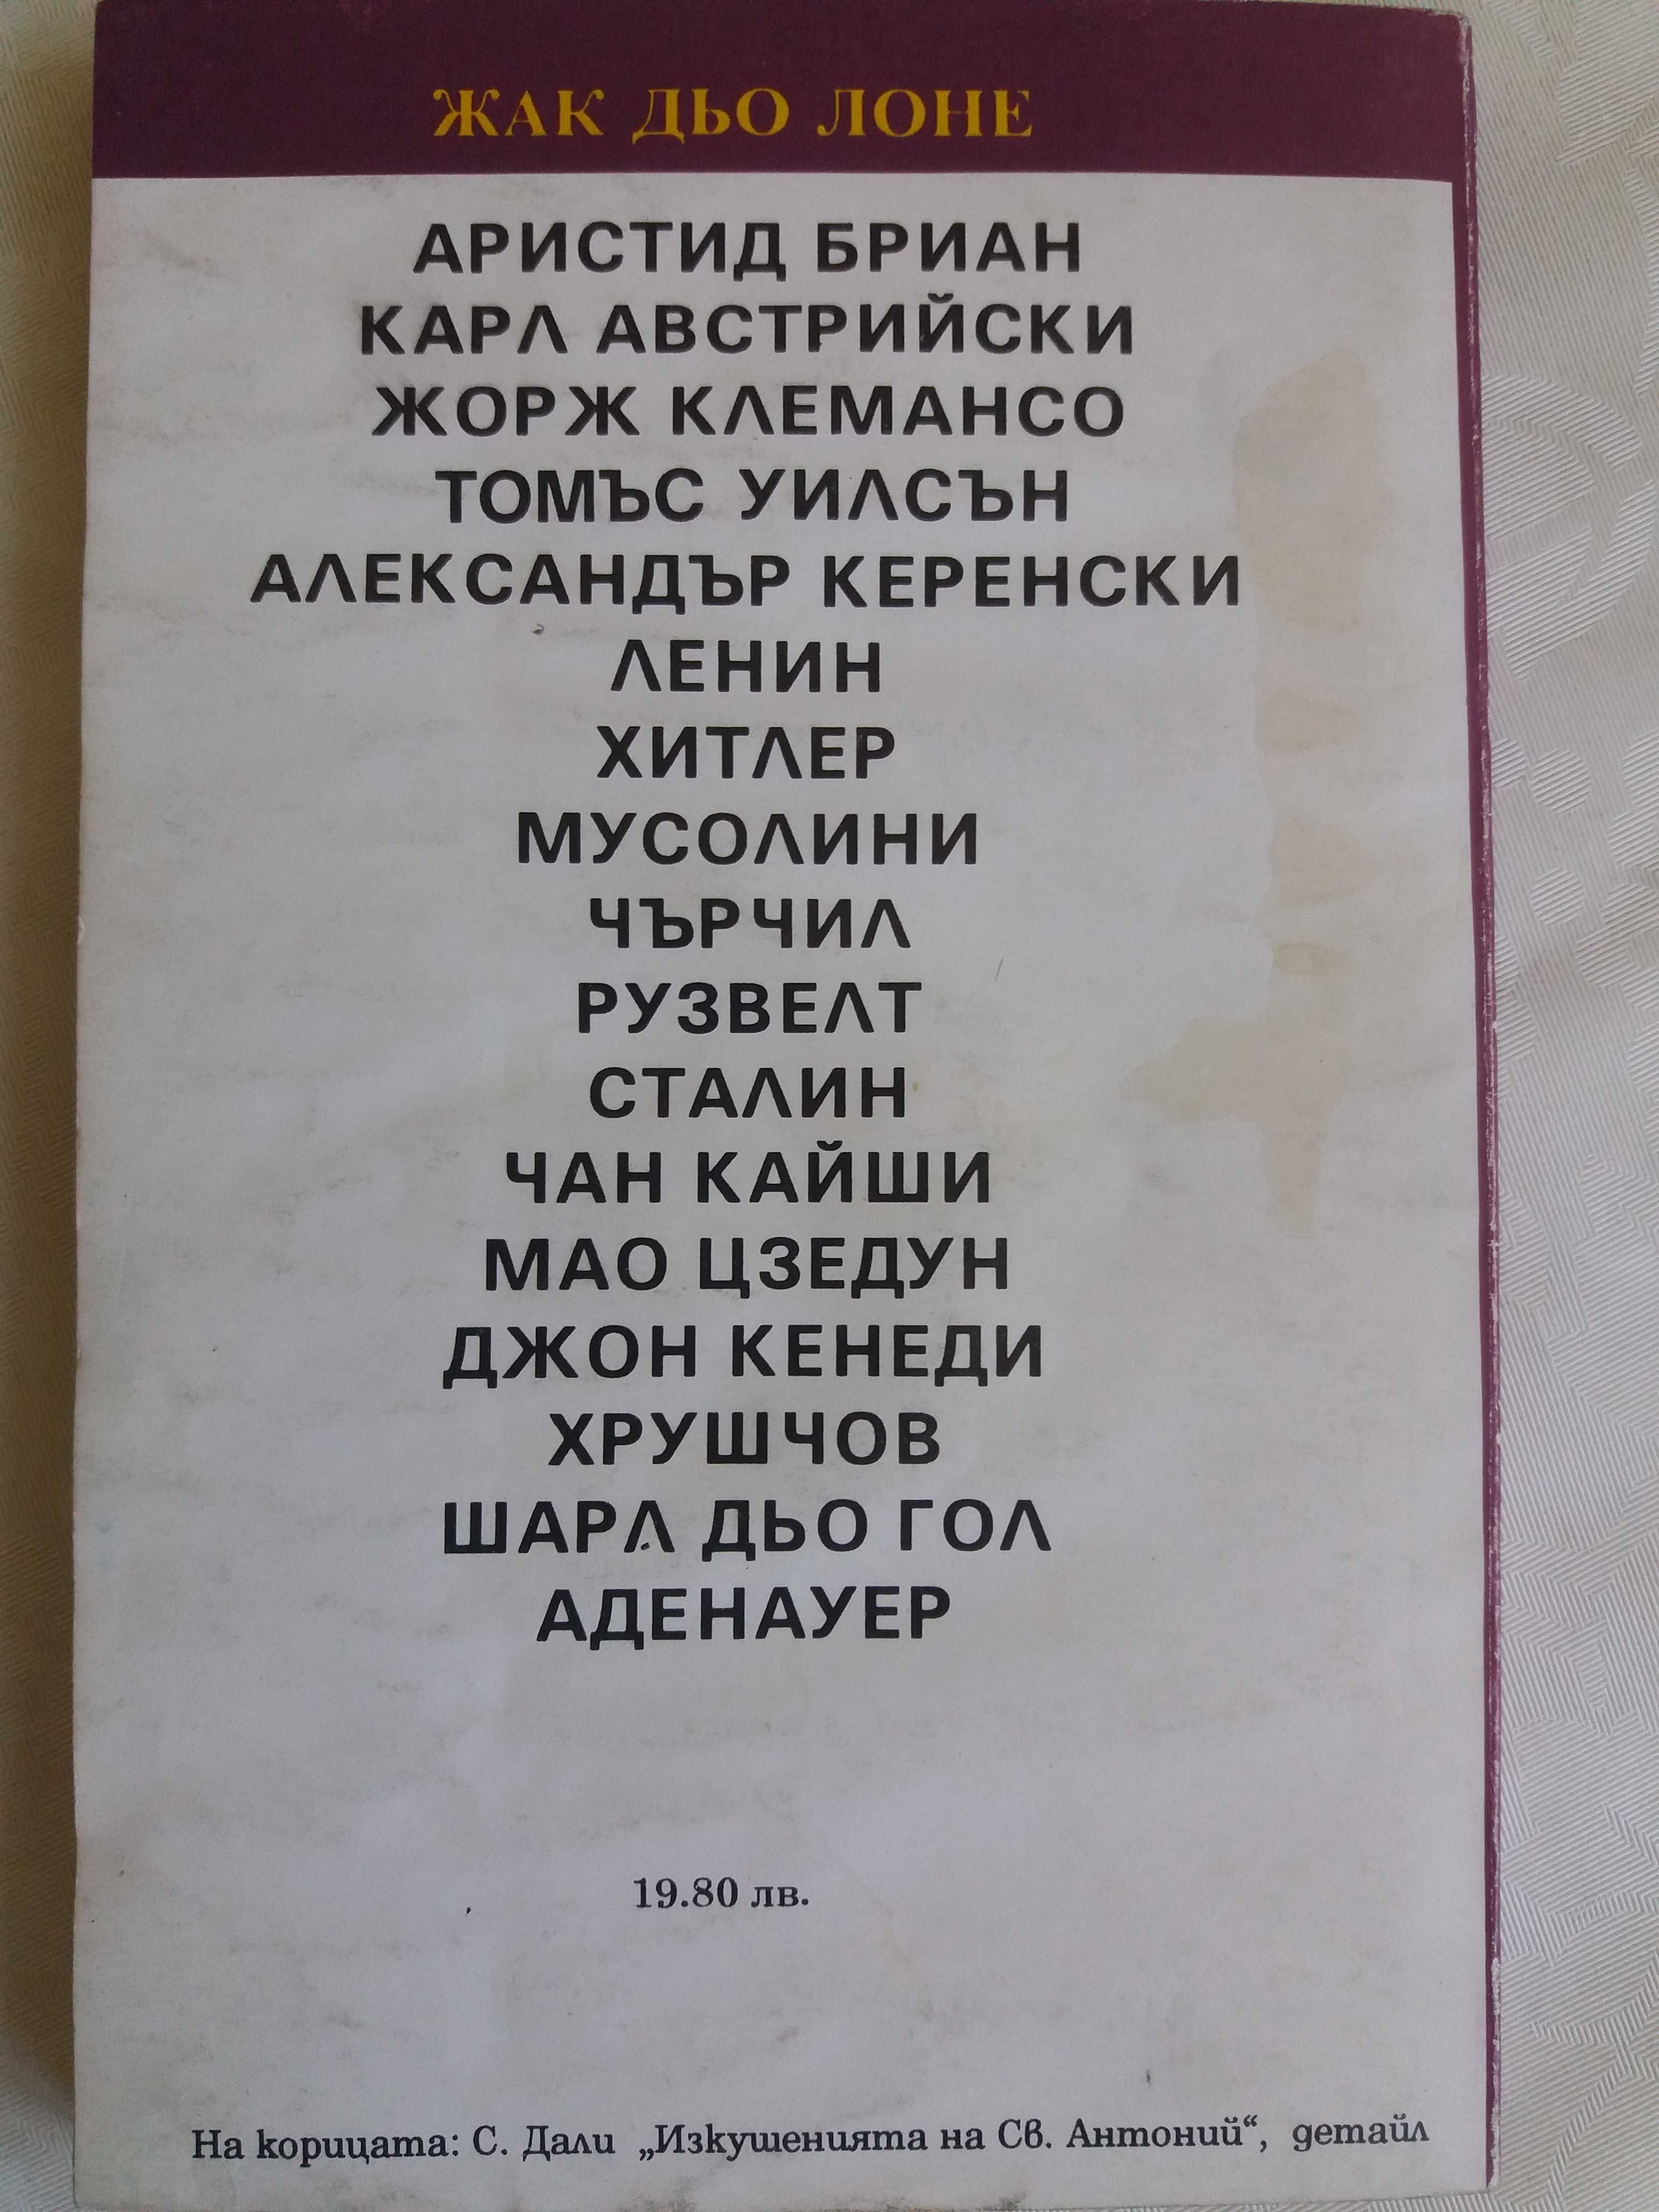 ЖАК ДЬО ЛОНЕ
АРИСТИД БРИАН
КАРЛ АВСТРИЙСКИ
ЖОРЖ КЛЕМАНСО
ТОМЪС УИЛСЪН
АЛЕКСАНДЪР КЕРЕНСКИ
ЛЕНИН
ХИТЛЕР
МУСОЛИНИ
ЧЪРЧИЛ
РУЗВЕЛТ
СТАЛИН
ЧАН КАЙШИ
МАО ЦЗЕДУН
ДЖОН КЕНЕДИ
ХРУШЧОВ
ШАРЛ ДЬО ГОЛ
АДЕНАУЕР
19.80 лв.
На корицата: С. Дали „Изкушенията на Св. Антоний“, детайл